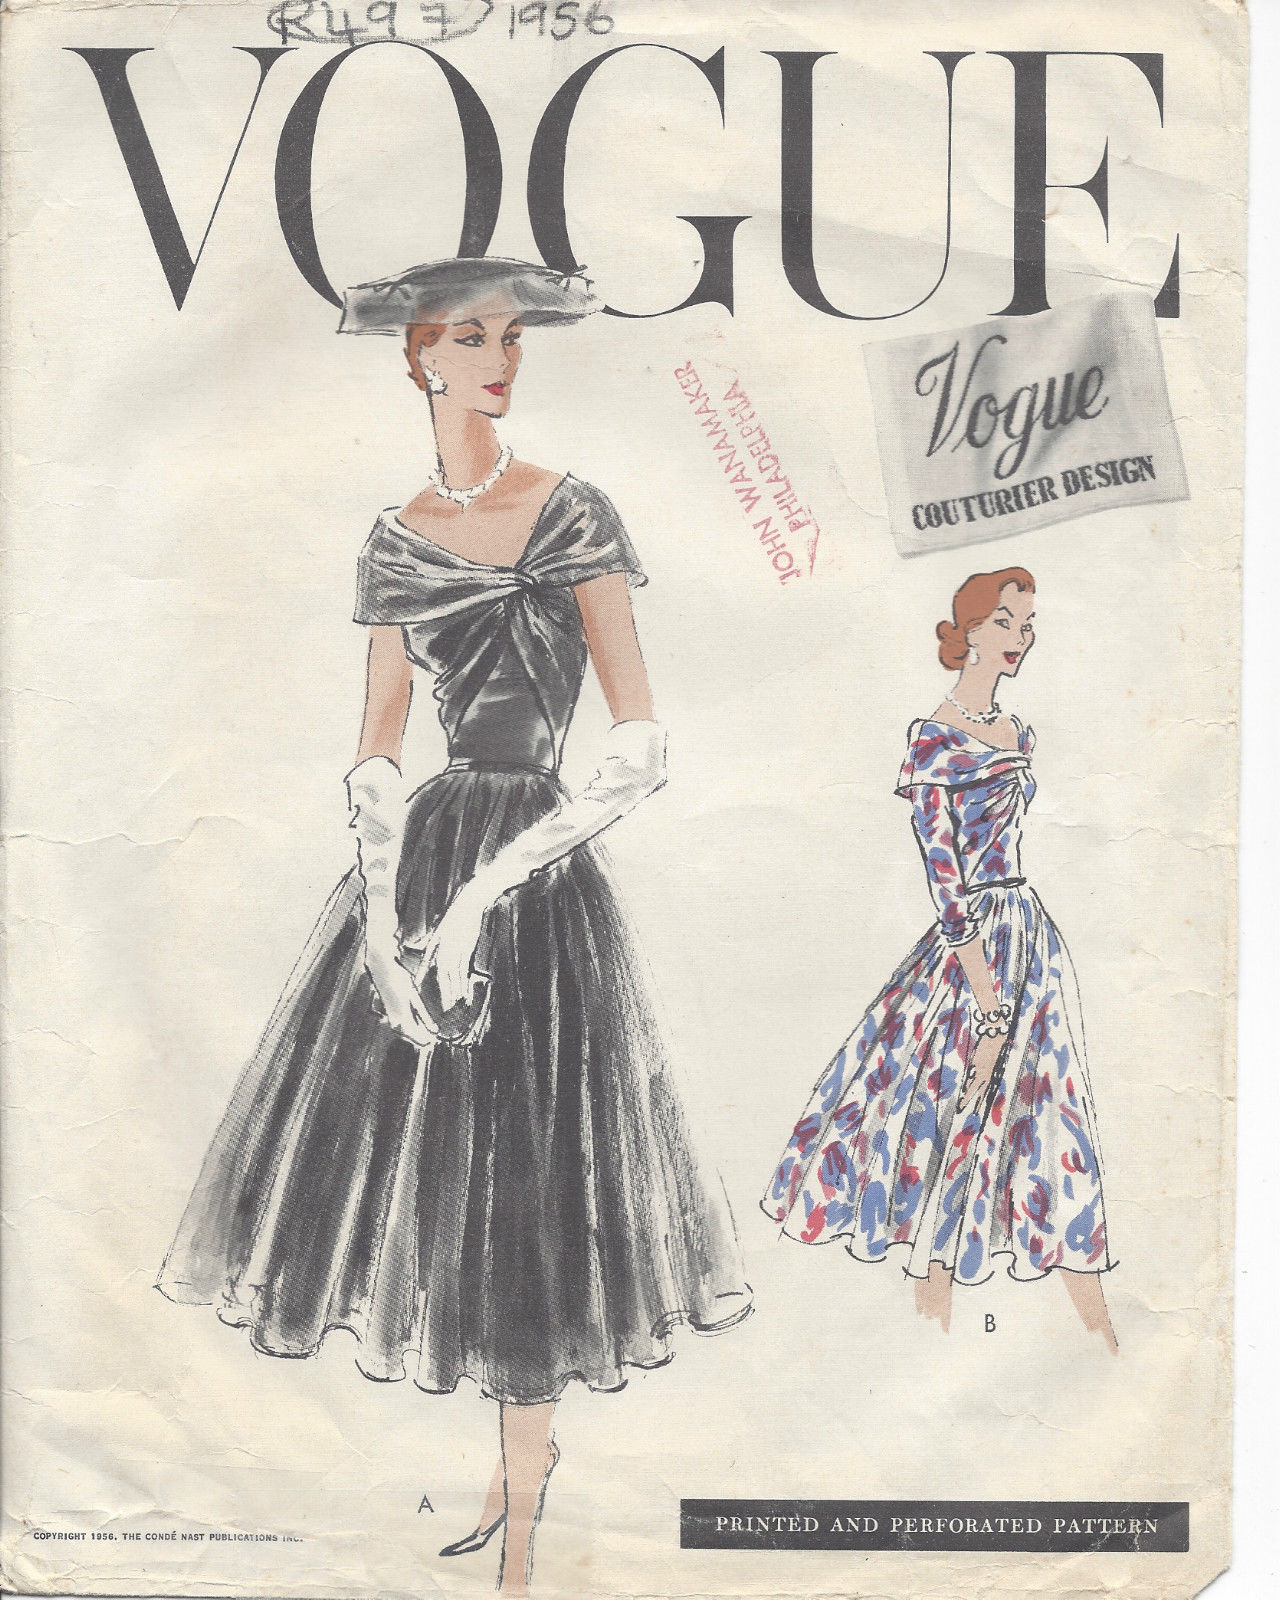 R497 1956
VOGUE
JOHN WANAMAKER
PHILADELPHIA
Vogue
COUTURIER DESIGN
B
A
COPYRIGHT 1956, THE CONDÉ NAST PUBLICATIONS INC.
PRINTED AND PERFORATED PATTERN